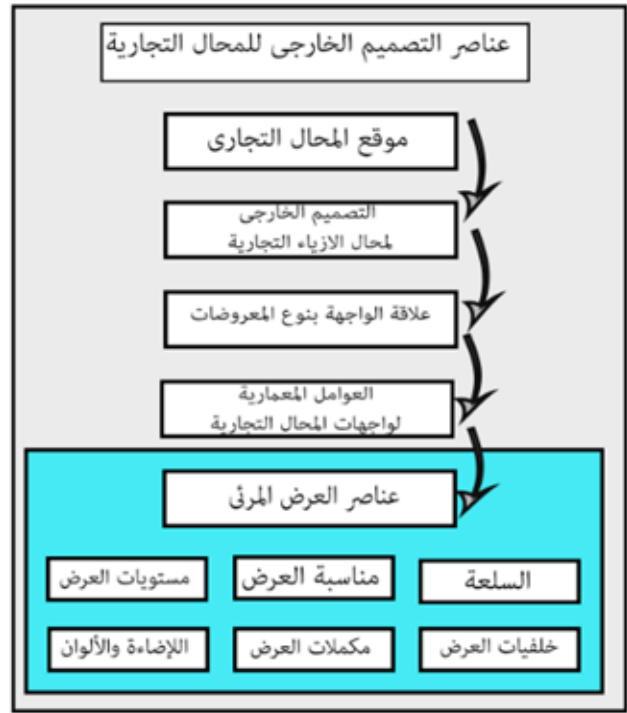 عناصر التصميم الخارجى للمحال التجارية
موقع المحال التجارى
التصميم الخارجى
لمحال الازياء التجارية
علاقة الواجهة بنوع المعروضات
العوامل المعمارية
لواجهات المحال التجارية
عناصر العرض المرئى
السلعة
مناسبة العرض
مستويات العرض
خلفيات العرض
مكملات العرض
اللإضاءة والألوان